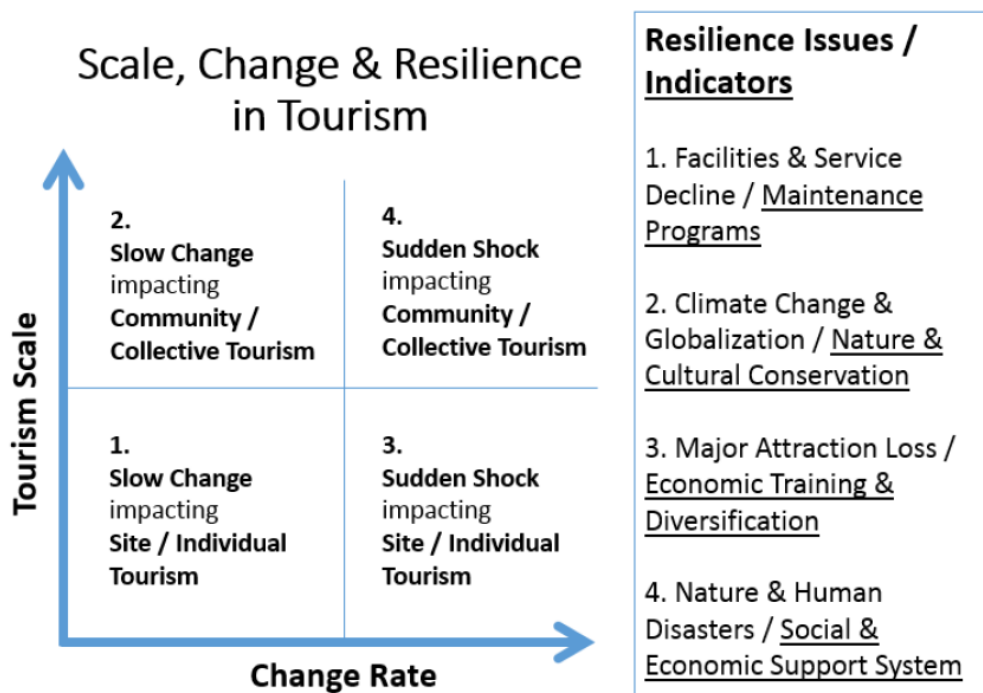 Scale, Change & Resilience
in Tourism
Tourism Scale
2.
Slow Change
impacting
Community /
Collective Tourism
4.
Sudden Shock
impacting
Community /
Collective Tourism
1.
Slow Change
impacting
Site / Individual
Tourism
3.
Sudden Shock
impacting
Site / Individual
Tourism
Change Rate
Resilience Issues /
Indicators
1. Facilities & Service
Decline / Maintenance
Programs
2. Climate Change &
Globalization / Nature &
Cultural Conservation
3. Major Attraction Loss /
Economic Training &
Diversification
4. Nature & Human
Disasters / Social &
Economic Support System